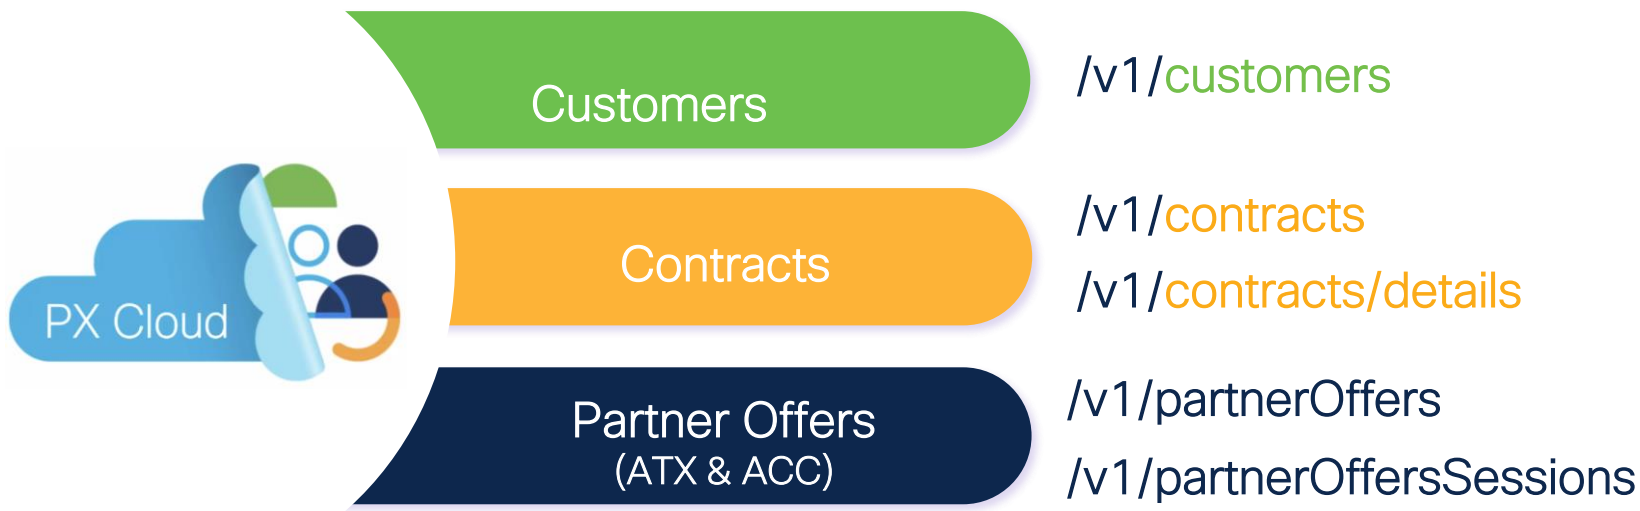 PX Cloud
Customers
/v1/customers
Contracts
/v1/contracts
/v1/contracts/details
Partner Offers
(ATX & ACC)
/v1/partnerOffers
/v1/partnerOffersSessions